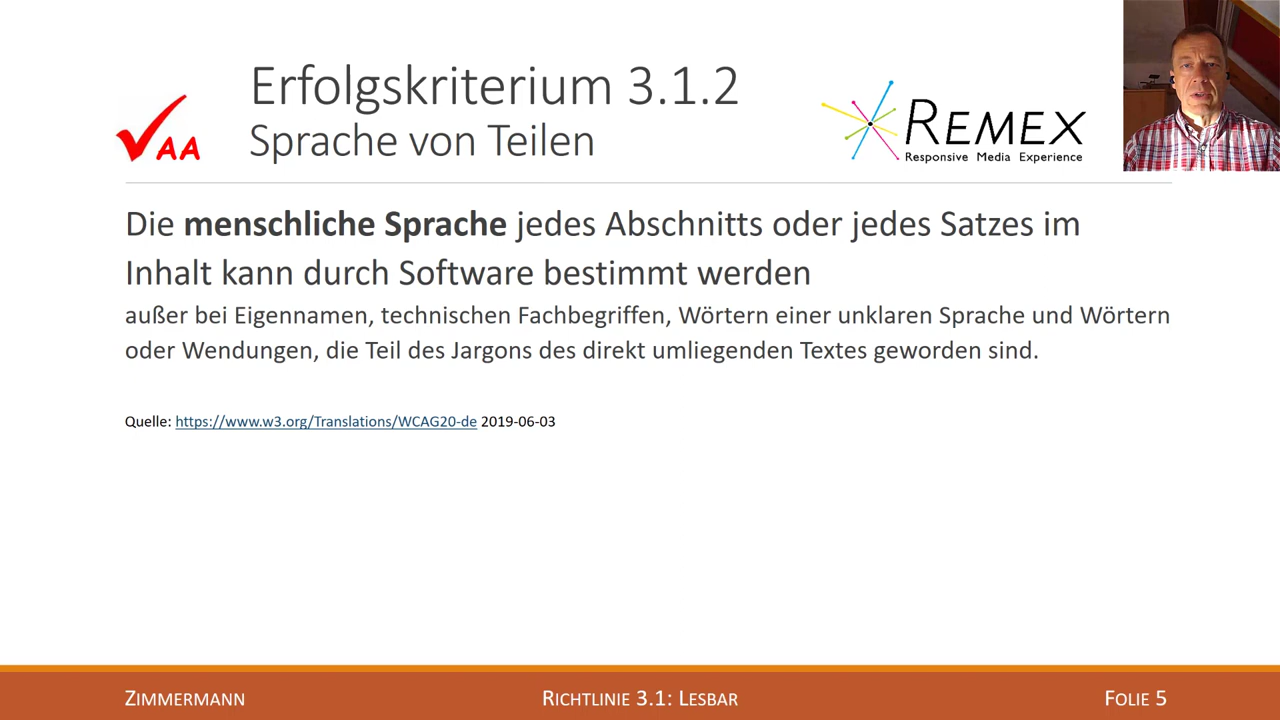 Erfolgskriterium 3.1.2
AA
Sprache von Teilen
REMEX
Responsive Media Experience
Die menschliche Sprache jedes Abschnitts oder jedes Satzes im
Inhalt kann durch Software bestimmt werden
außer bei Eigennamen, technischen Fachbegriffen, Wörtern einer unklaren Sprache und Wörtern
oder Wendungen, die Teil des Jargons des direkt umliegenden Textes geworden sind.
Quelle: https://www.w3.org/Translations/WCAG20-de 2019-06-03
ZIMMERMANN
RICHTLINIE 3.1: LESBAR
FOLIE 5